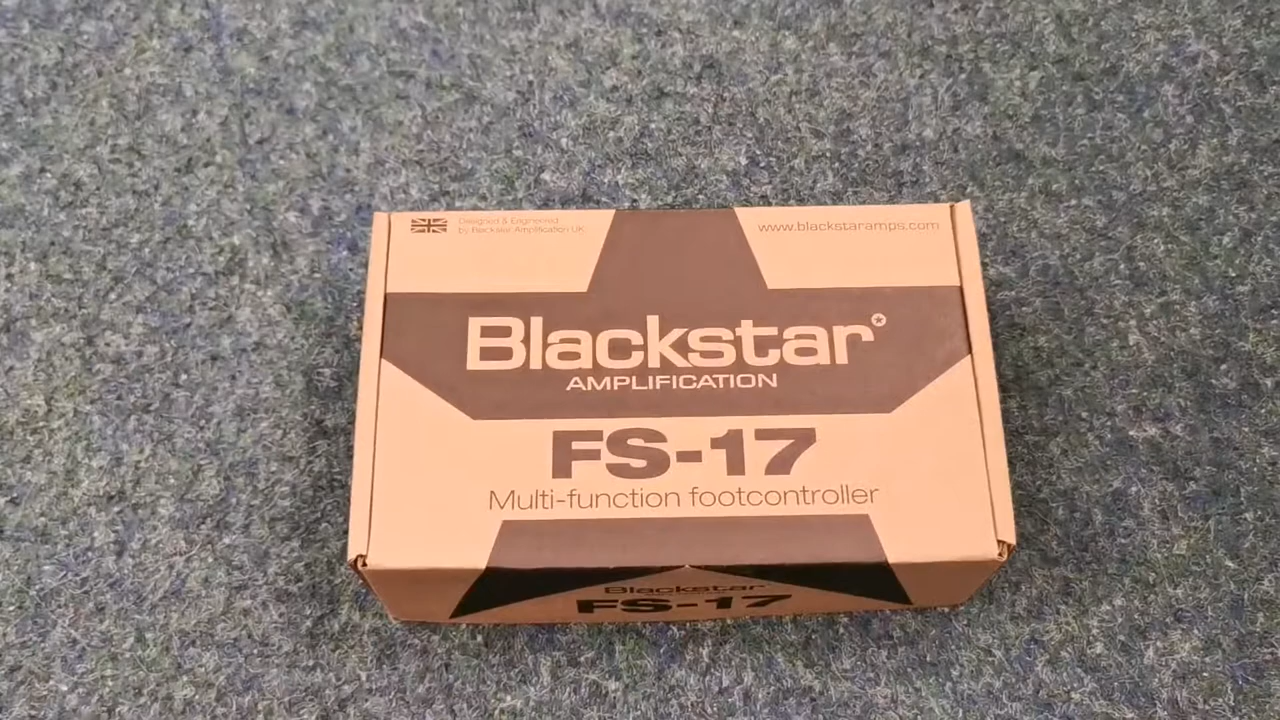 Designed & Engineered
by Blackstar Amplification UK
www.blackstaramps.com
Blackstar
AMPLIFICATION
FS-17
Multi-function footcontroller
Blackstar
FS-17